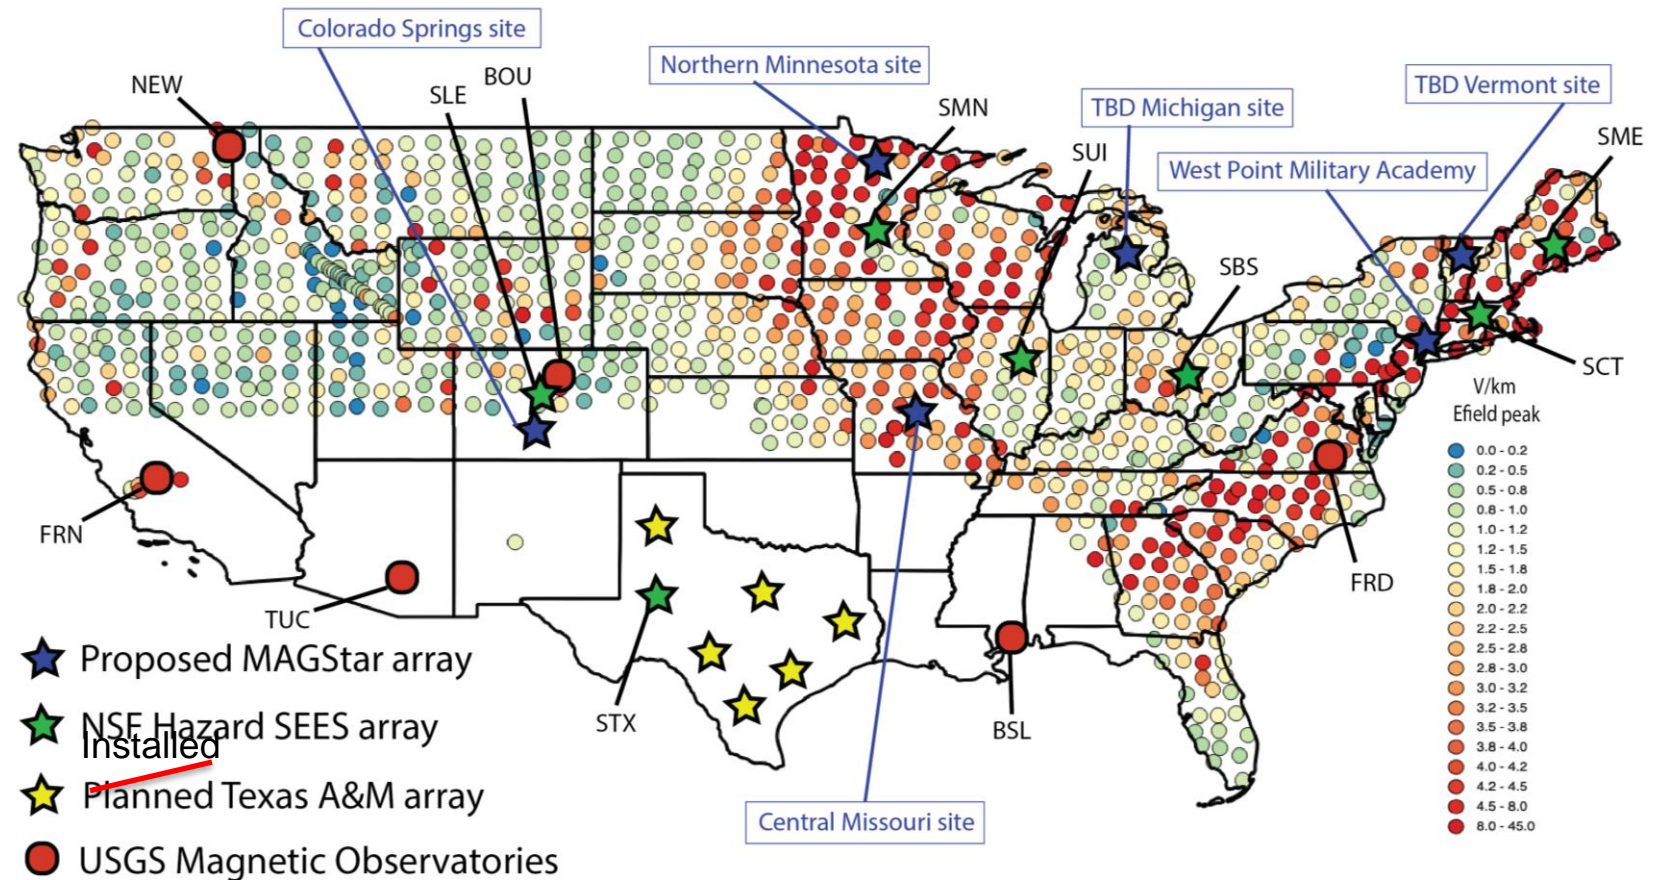 Colorado Springs site
Northern Minnesota site
TBD Michigan site
TBD Vermont site
West Point Military Academy
NEW
SLE
BOU
SMN
SUI
SME
SBS
SCT
FRN
TUC
STX
BSL
FRD
Central Missouri site
Proposed MAGStar array
NSF Hazard SEES array
Installed
Planned Texas A&M array
USGS Magnetic Observatories
V/km
Efield peak
0.0 - 0.2
0.2 - 0.5
0.5 - 0.8
0.8 - 1.0
1.0 - 1.2
1.2 - 1.5
1.5 - 1.8
1.8 - 2.0
2.0 - 2.2
2.2 - 2.5
2.5 - 2.8
2.8 - 3.0
3.0 - 3.2
3.2 - 3.5
3.5 - 3.8
3.8 - 4.0
4.0 - 4.2
4.2 - 4.5
4.5 - 8.0
8.0 - 45.0